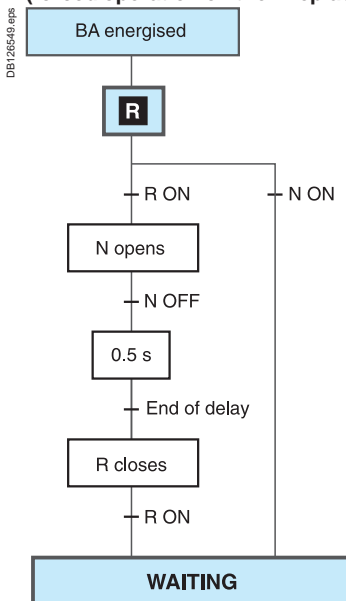 DB126549.eps
BA energised
R
R ON
N ON
N opens
N OFF
0.5 s
End of delay
R closes
R ON
WAITING